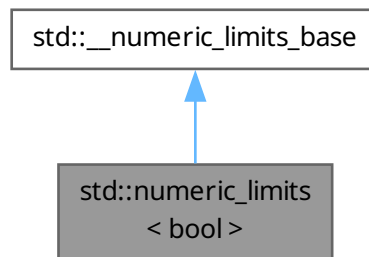 std::__numeric_limits_base
std::numeric_limits
< bool >